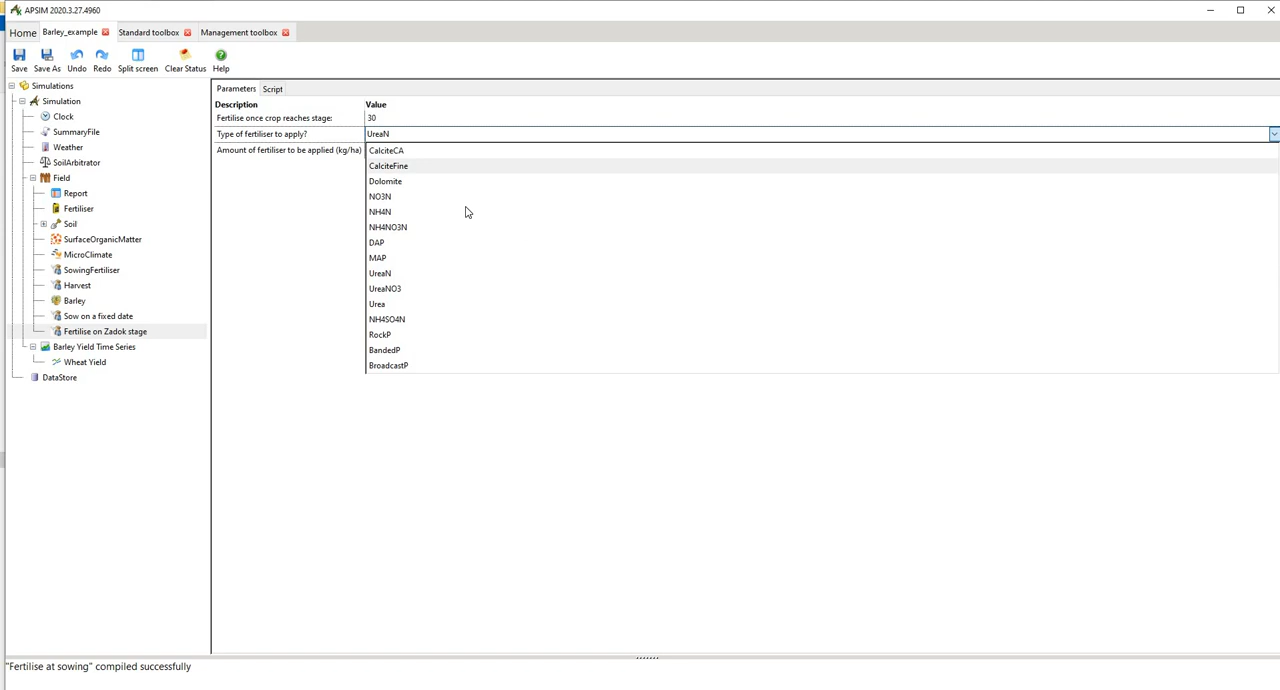 APSIM 2020.3.27.4960
Home Barley_example Standard toolbox Management toolbox
Save Save As Undo Redo Split screen Clear Status Help
Simulations
Simulation
Clock
SummaryFile
Weather
SoilArbitrator
Field
Report
Fertiliser
Soil
SurfaceOrganicMatter
MicroClimate
SowingFertiliser
Harvest
Barley
Sow on a fixed date
Fertilise on Zadok stage
Barley Yield Time Series
Wheat Yield
DataStore
Parameters Script
Description Value
Fertilise once crop reaches stage: 30
Type of fertiliser to apply? UreaN
Amount of fertiliser to be applied (kg/ha)
CalciteCA
CalciteFine
Dolomite
NO3N
NH4N
NH4NO3N
DAP
MAP
UreaN
UreaNO3
Urea
NH4SO4N
RockP
BandedP
BroadcastP
"Fertilise at sowing" compiled successfully